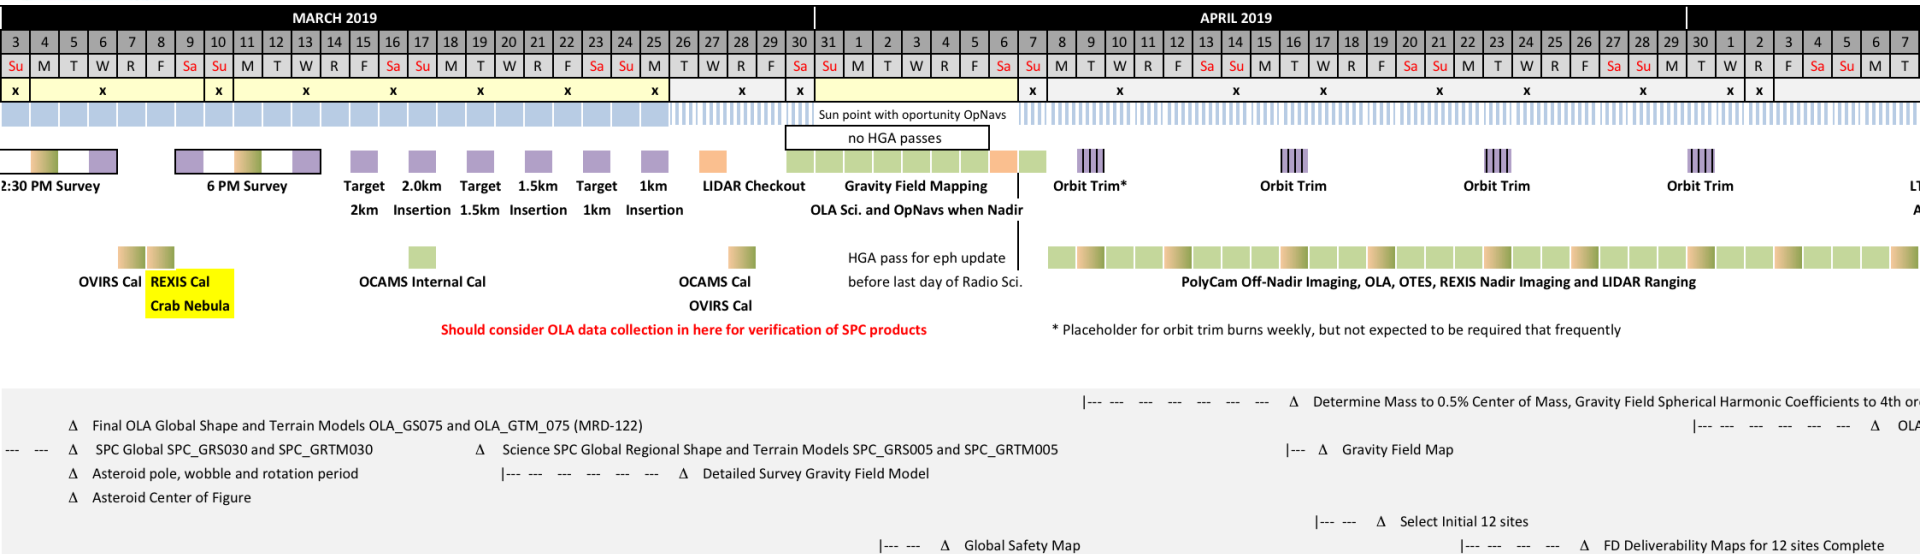 MARCH 2019 APRIL 2019
3 4 5 6 7 8 9 10 11 12 13 14 15 16 17 18 19 20 21 22 23 24 25 26 27 28 29 30 31 1 2 3 4 5 6 7 8 9 10 11 12 13 14 15 16 17 18 19 20 21 22 23 24 25 26 27 28 29 30 1 2 3 4 5 6 7
Su M T W R F Sa Su M T W R F Sa Su M T W R F Sa Su M T W R F Sa Su M T W R F Sa Su M T W R F Sa Su M T W R F Sa Su M T W R F Sa Su M T W R F Sa Su M T
x x x x x x x x x x x x x x x x x x x x
Sun point with oportunity OpNavs
no HGA passes
2:30 PM Survey 6 PM Survey Target 2.0km Target 1.5km Target 1km LIDAR Checkout Gravity Field Mapping Orbit Trim* Orbit Trim Orbit Trim Orbit Trim LT
2km Insertion 1.5km Insertion 1km Insertion OLA Sci. and OpNavs when Nadir A
HGA pass for eph update
OVIRS Cal REXIS Cal OCAMS Internal Cal OCAMS Cal before last day of Radio Sci. PolyCam Off-Nadir Imaging, OLA, OTES, REXIS Nadir Imaging and LIDAR Ranging
Crab Nebula OVIRS Cal
Should consider OLA data collection in here for verification of SPC products * Placeholder for orbit trim burns weekly, but not expected to be required that frequently
|--- --- --- --- --- --- --- Δ Determine Mass to 0.5% Center of Mass, Gravity Field Spherical Harmonic Coefficients to 4th or
Δ Final OLA Global Shape and Terrain Models OLA_GS075 and OLA_GTM_075 (MRD-122) |--- --- --- --- --- --- Δ OLA
--- --- Δ SPC Global SPC_GRS030 and SPC_GRTM030 Δ Science SPC Global Regional Shape and Terrain Models SPC_GRS005 and SPC_GRTM005 |--- Δ Gravity Field Map
Δ Asteroid pole, wobble and rotation period |--- --- --- --- --- --- Δ Detailed Survey Gravity Field Model
Δ Asteroid Center of Figure
|--- --- Δ Select Initial 12 sites
|--- --- Δ Global Safety Map |--- --- --- --- Δ FD Deliverability Maps for 12 sites Complete